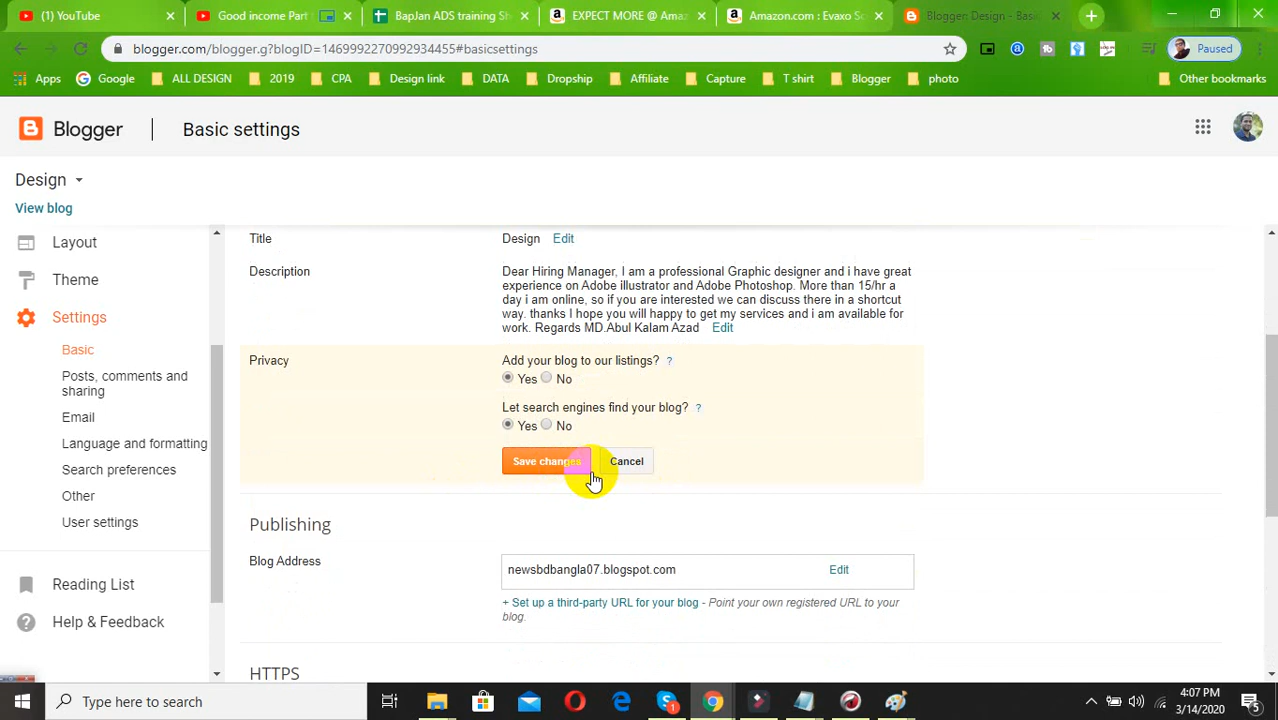 (1) YouTube
Good income Part
BapJan ADS training Sh
EXPECT MORE @ Amaz
Amazon.com : Evaxo So
Blogger: Design - Basi
blogger.com/blogger.g?blogID=1469992270992934455#basicsettings
Paused
Apps
Google
ALL DESIGN
2019
CPA
Design link
DATA
Dropship
Affiliate
Capture
T shirt
Blogger
photo
Other bookmarks
Blogger
Basic settings
Design
View blog
Layout
Theme
Settings
Basic
Posts, comments and
sharing
Email
Language and formatting
Search preferences
Other
User settings
Reading List
Help & Feedback
Title
Design Edit
Description
Dear Hiring Manager, I am a professional Graphic designer and i have great
experience on Adobe illustrator and Adobe Photoshop. More than 15/hr a
day i am online, so if you are interested we can discuss there in a shortcut
way. thanks I hope you will happy to get my services and i am available for
work. Regards MD.Abul Kalam Azad Edit
Privacy
Add your blog to our listings? ?
Yes No
Let search engines find your blog? ?
Yes No
Save changes Cancel
Publishing
Blog Address
newsbdbangla07.blogspot.com Edit
+ Set up a third-party URL for your blog - Point your own registered URL to your
blog.
HTTPS
Type here to search
4:07 PM
3/14/2020